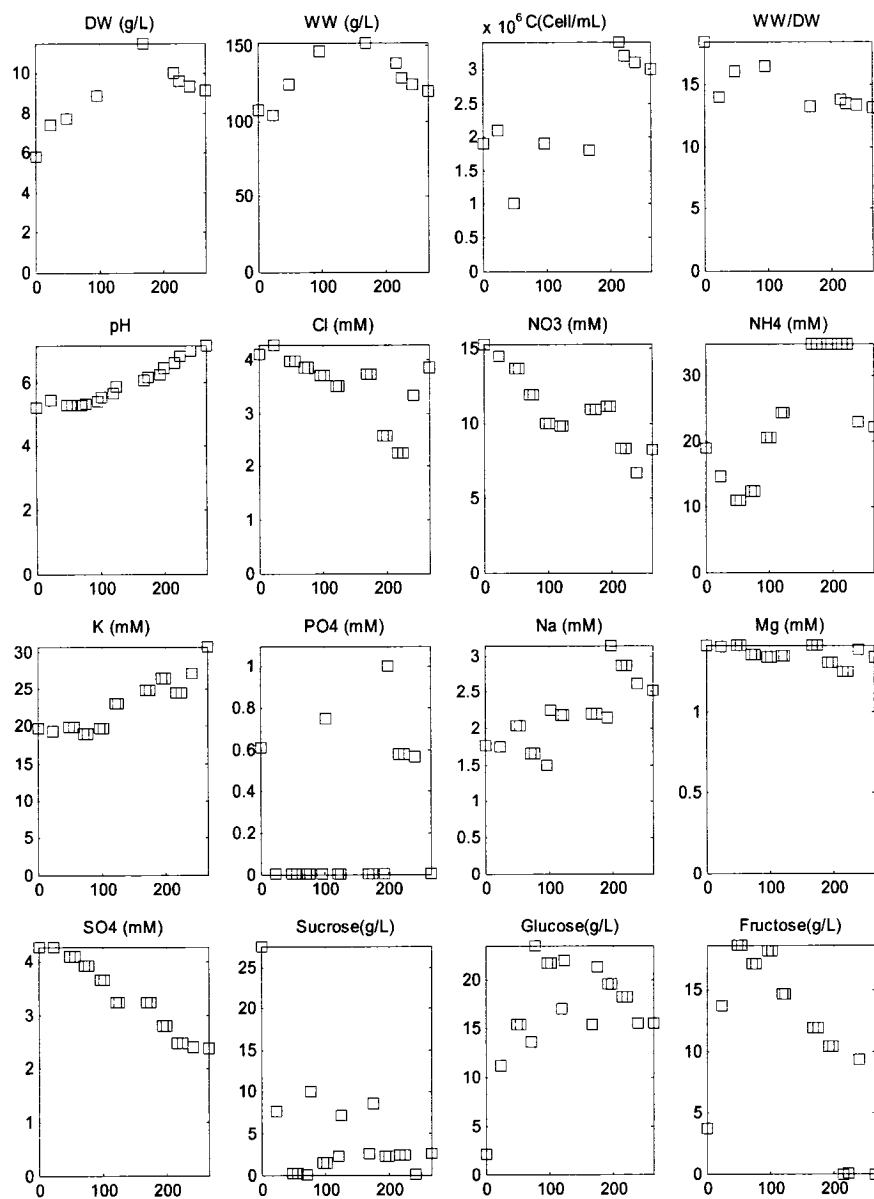 DW (g/L) WW (g/L) x 10^6 C(Cell/mL) WW/DW
10 150 3 15
8 100 2.5 10
6 50 2 5
4 0 1.5 0
2 1
0 0.5
0
0 100 200 0 100 200 0 100 200 0 100 200
pH Cl (mM) NO3 (mM) NH4 (mM)
6 4 15 30
4 3 10 20
2 2 5 10
0 1 0 0
0
0 100 200 0 100 200 0 100 200 0 100 200
K (mM) PO4 (mM) Na (mM) Mg (mM)
30 1 3 1
25 0.8 2.5 0.5
20 0.6 2 0
15 0.4 1.5
10 0.2 1
5 0 0.5
0 0
0 100 200 0 100 200 0 100 200 0 100 200
SO4 (mM) Sucrose(g/L) Glucose(g/L) Fructose(g/L)
4 25 20 15
3 20 15 10
2 15 10 5
1 10 5 0
0 5 0
0
0 100 200 0 100 200 0 100 200 0 100 200